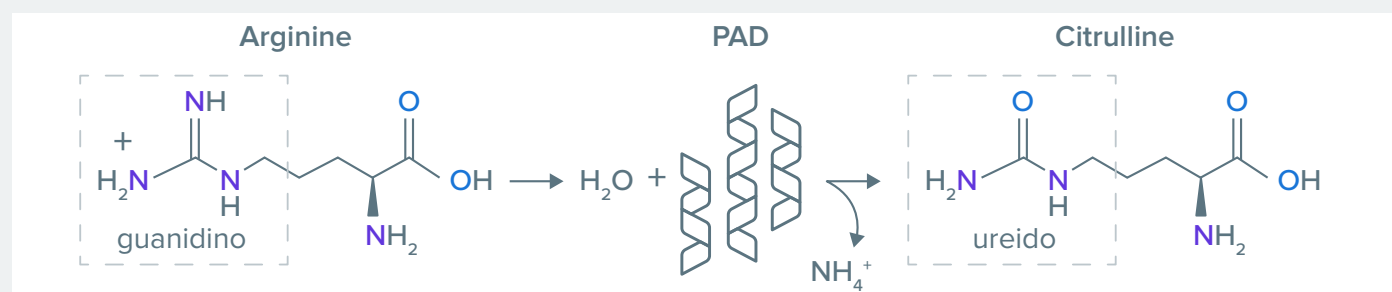 Arginine
PAD
Citrulline
NH
O
O
O
+
H₂N
N
H
OH
H₂O +
H₂N
N
H
OH
guanidino
NH₂
ureido
NH₂
NH₄⁺